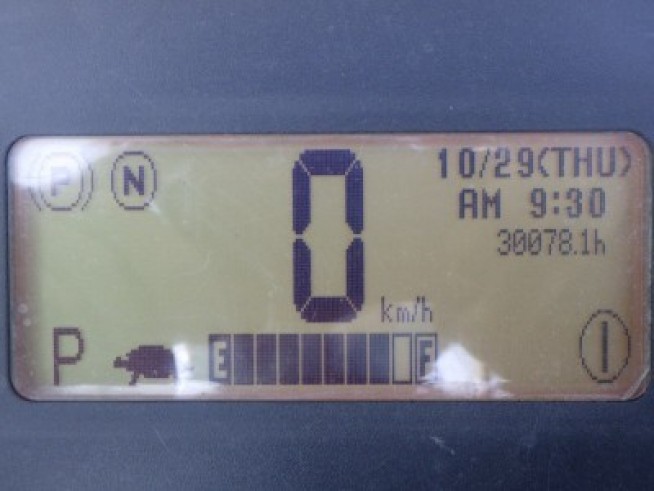 P N 10/29(THU)
AM 9:30
30078.1h
0 km/h
P E F